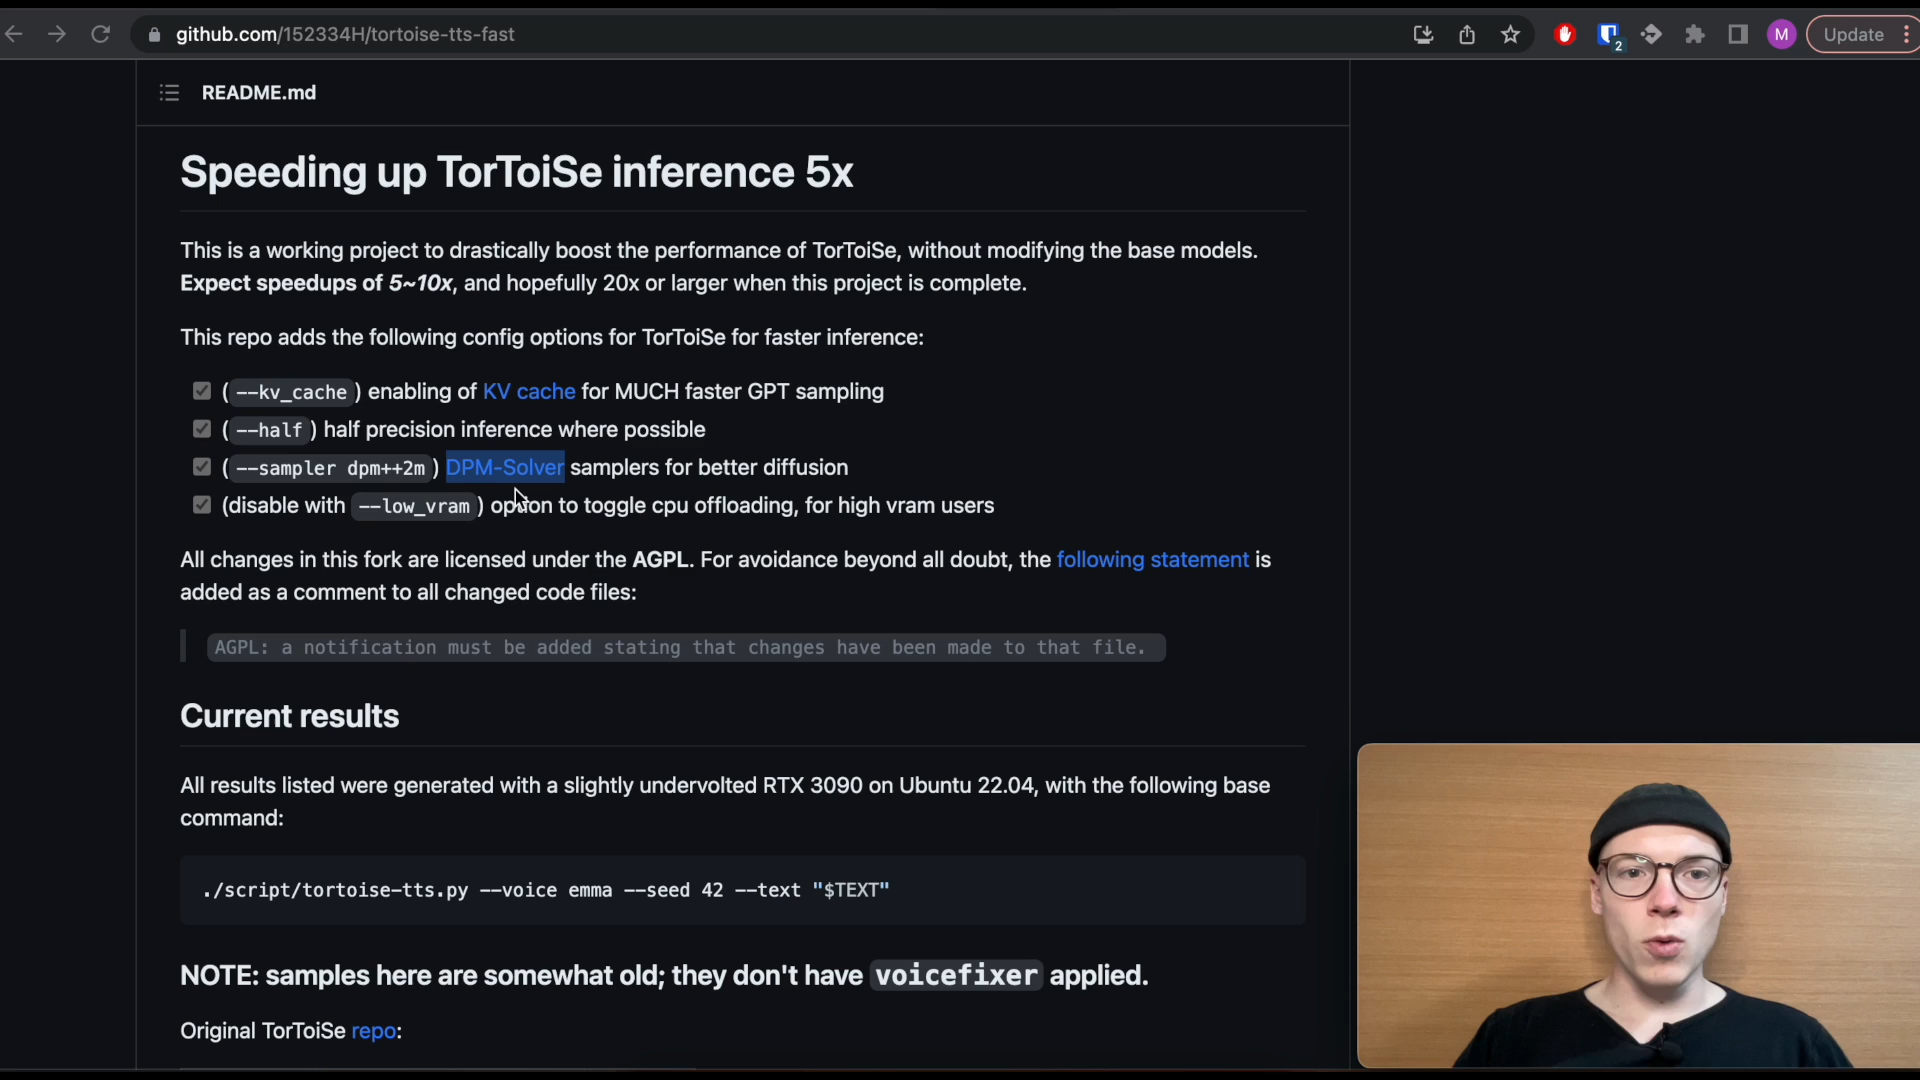 github.com/152334H/tortoise-tts-fast
2
M
Update
README.md
Speeding up TorToiSe inference 5x
This is a working project to drastically boost the performance of TorToiSe, without modifying the base models.
Expect speedups of 5~10x, and hopefully 20x or larger when this project is complete.
This repo adds the following config options for TorToiSe for faster inference:
(--kv_cache) enabling of KV cache for MUCH faster GPT sampling
(--half) half precision inference where possible
(--sampler dpm++2m) DPM-Solver samplers for better diffusion
(disable with --low_vram) option to toggle cpu offloading, for high vram users
All changes in this fork are licensed under the AGPL. For avoidance beyond all doubt, the following statement is
added as a comment to all changed code files:
AGPL: a notification must be added stating that changes have been made to that file.
Current results
All results listed were generated with a slightly undervolted RTX 3090 on Ubuntu 22.04, with the following base
command:
./script/tortoise-tts.py --voice emma --seed 42 --text "$TEXT"
NOTE: samples here are somewhat old; they don't have voicefixer applied.
Original TorToiSe repo: